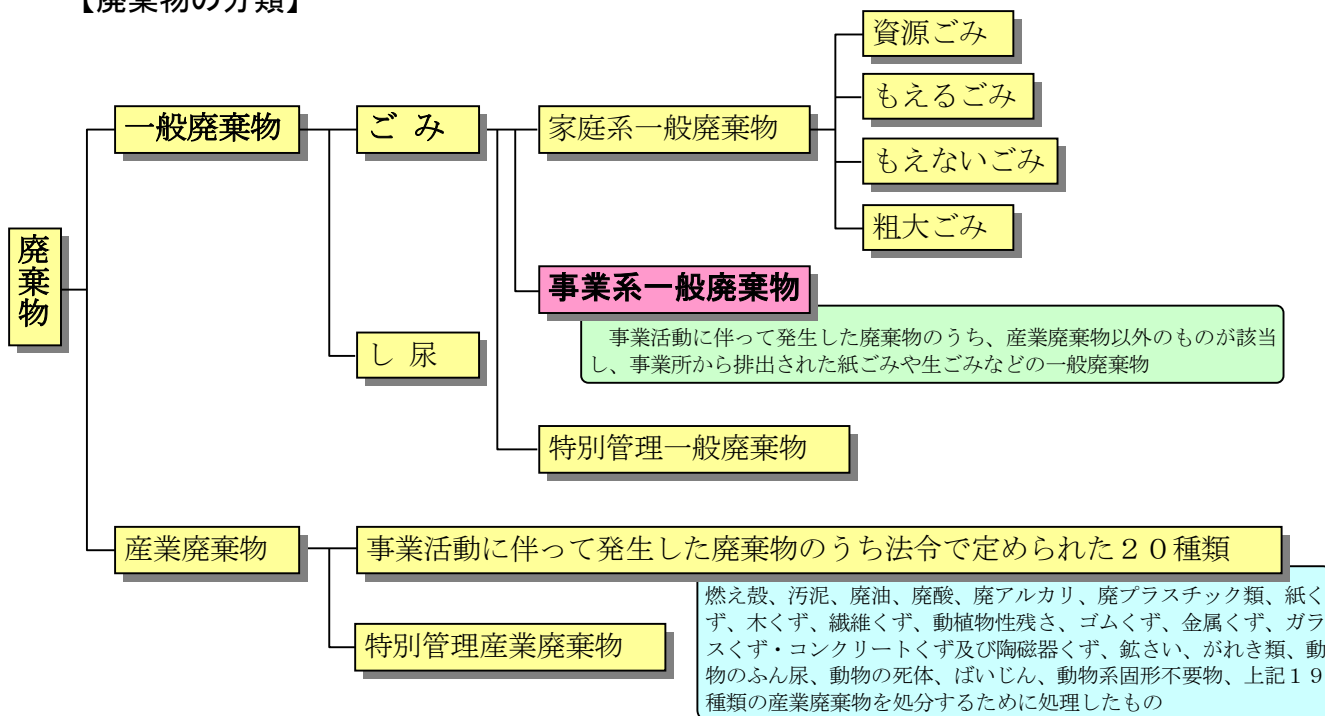 【廃棄物の分類】
資源ごみ
もえるごみ
一般廃棄物
ご み
家庭系一般廃棄物
もえないごみ
粗大ごみ
廃棄物
事業系一般廃棄物
事業活動に伴って発生した廃棄物のうち、産業廃棄物以外のものが該当
し、事業所から排出された紙ごみや生ごみなどの一般廃棄物
し 尿
特別管理一般廃棄物
産業廃棄物
事業活動に伴って発生した廃棄物のうち法令で定められた２０種類
燃え殻、汚泥、廃油、廃酸、廃アルカリ、廃プラスチック類、紙く
ず、木くず、繊維くず、動植物性残さ、ゴムくず、金属くず、ガラ
スくず・コンクリートくず及び陶磁器くず、鉱さい、がれき類、動
物のふん尿、動物の死体、ばいじん、動物系固形不要物、上記１９
種類の産業廃棄物を処分するために処理したもの
特別管理産業廃棄物